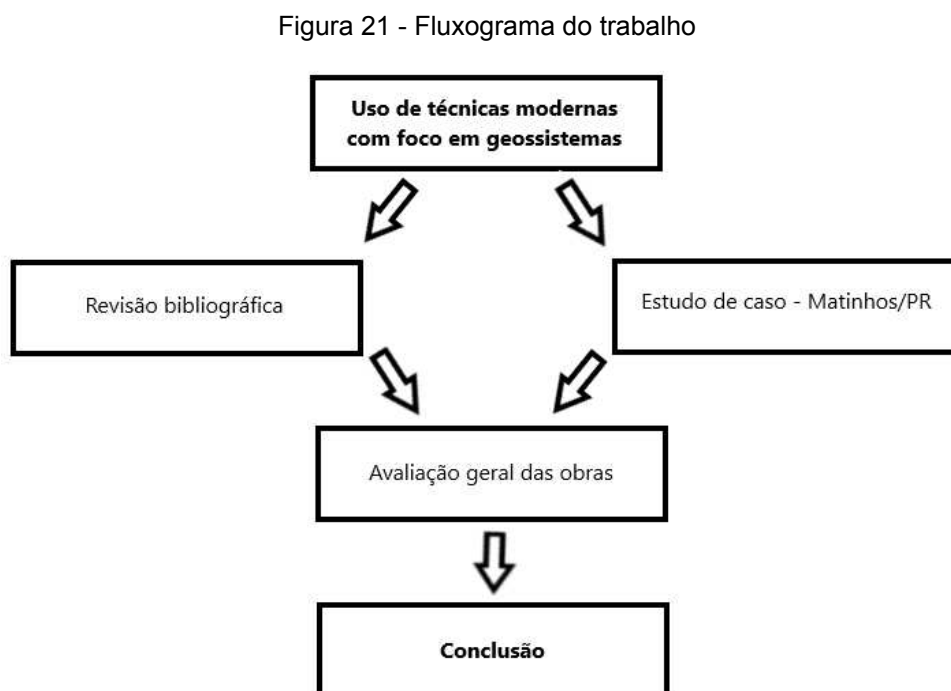 Figura 21 - Fluxograma do trabalho
Uso de técnicas modernas
com foco em geossistemas
Revisão bibliográfica
Estudo de caso - Matinhos/PR
Avaliação geral das obras
Conclusão